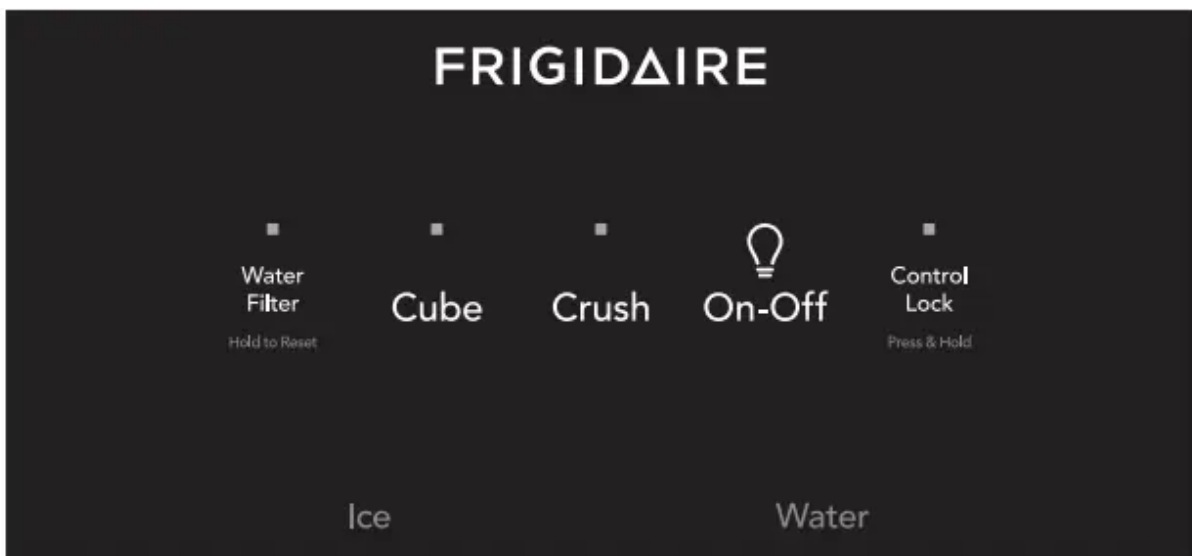 FRIGIDAIRE
Water
Filter
Hold to Reset
Cube
Crush
On-Off
Control
Lock
Press & Hold
Ice
Water